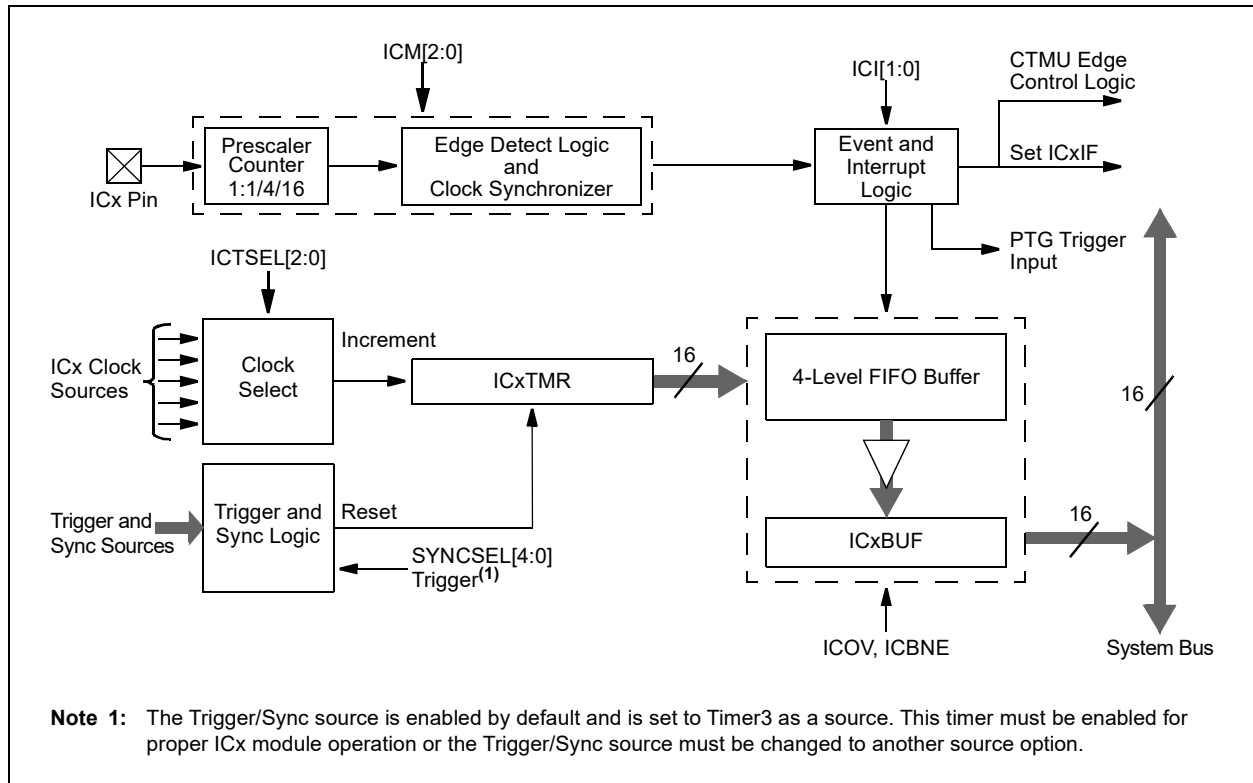 ICM[2:0]
ICI[1:0]
CTMU Edge
Control Logic
Prescaler
Counter
1:1/4/16
Edge Detect Logic
and
Clock Synchronizer
Event and
Interrupt
Logic
Set ICxIF
ICx Pin
PTG Trigger
Input
ICTSEL[2:0]
ICx Clock
Sources
Clock
Select
Increment
ICxTMR
16
4-Level FIFO Buffer
16
Trigger and
Sync Sources
Trigger and
Sync Logic
Reset
SYNCSEL[4:0]
Trigger(1)
ICxBUF
16
ICOV, ICBNE
System Bus
Note 1: The Trigger/Sync source is enabled by default and is set to Timer3 as a source. This timer must be enabled for
proper ICx module operation or the Trigger/Sync source must be changed to another source option.